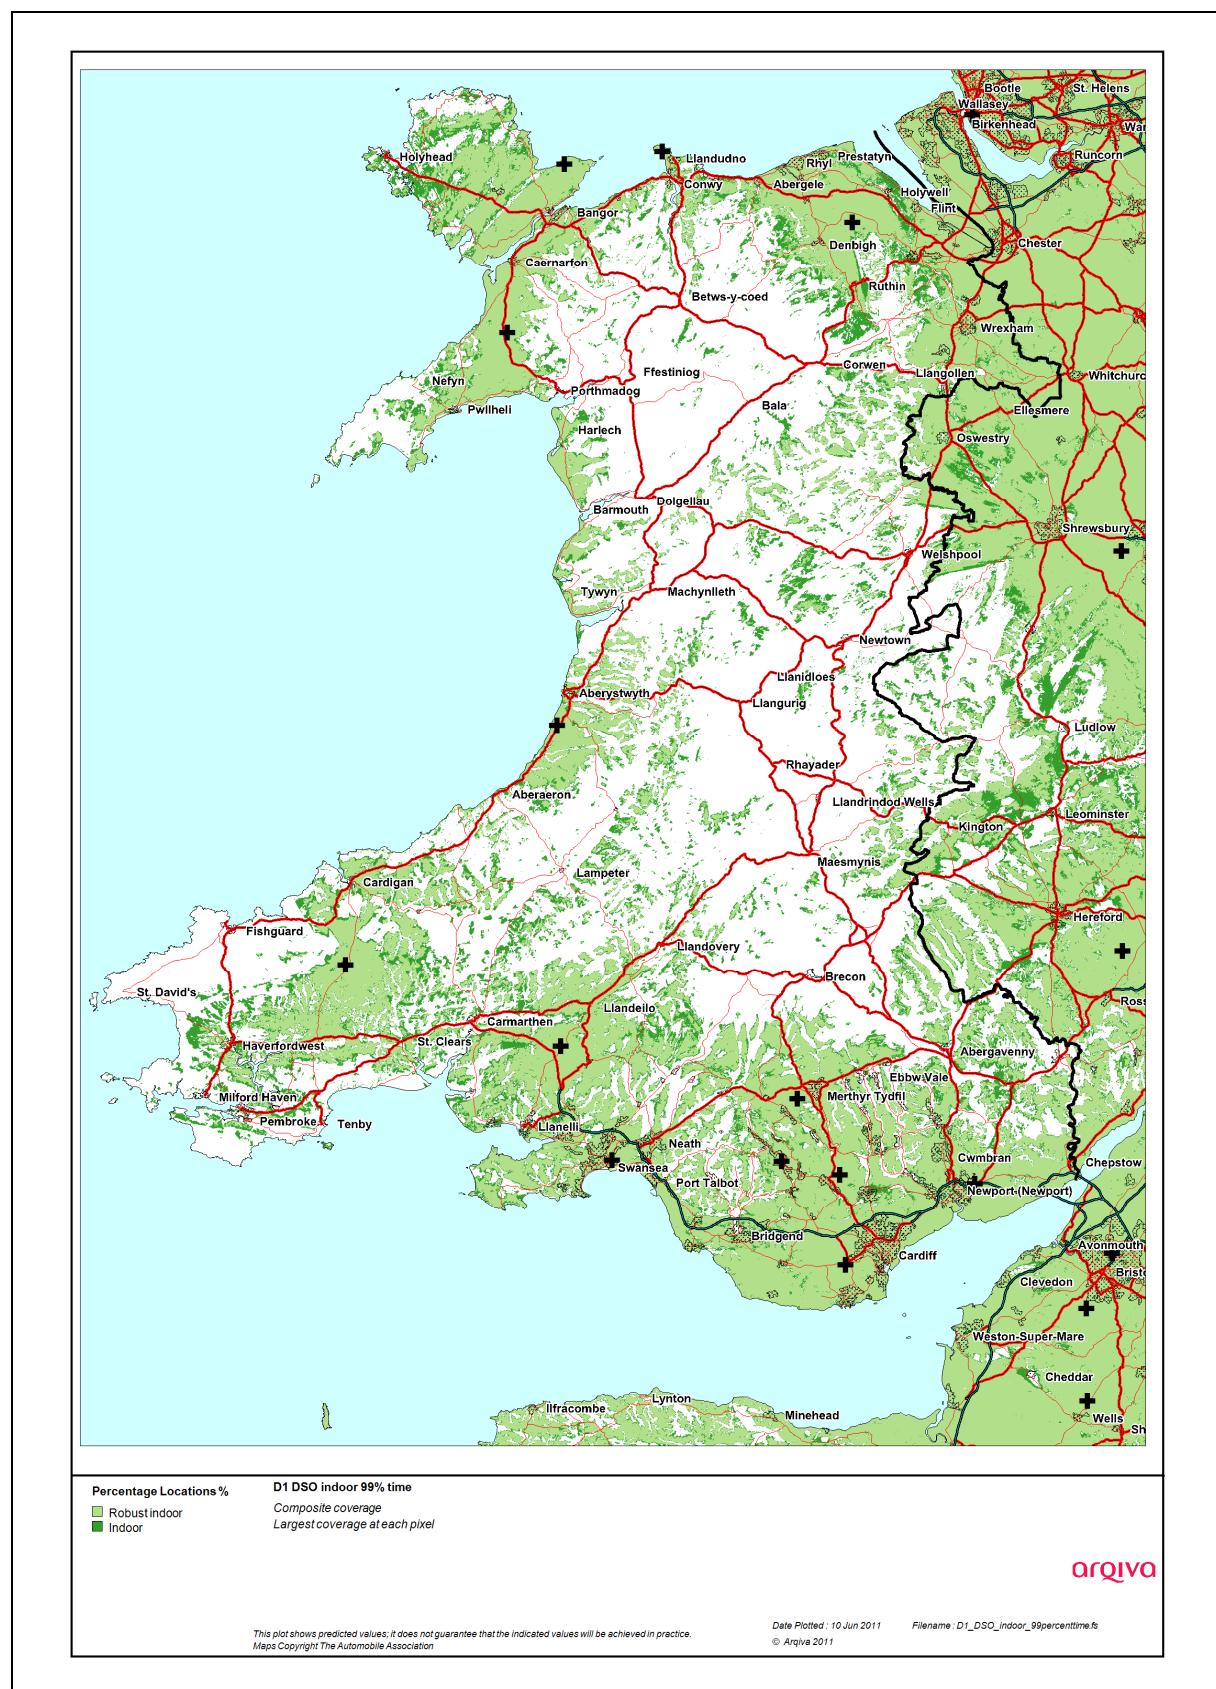 Bootle
St. Helens
Wallasey
Birkenhead
War
Runcorn
Holyhead
Llandudno
Prestatyn
Rhyl
Conwy
Abergele
Holywell
Flint
Bangor
Denbigh
Chester
Caernarfon
Ruthin
Betws-y-coed
Wrexham
Ffestiniog
Corwen
Llangollen
Whitchurc
Nefyn
Porthmadog
Pwllheli
Bala
Ellesmere
Harlech
Oswestry
Dolgellau
Barmouth
Shrewsbury
Welshpool
Tywyn
Machynlleth
Newtown
Llanidloes
Aberystwyth
Llangurig
Ludlow
Rhayader
Aberaeron
Llandrindod Wells
Leominster
Kington
Maesmynis
Lampeter
Cardigan
Hereford
Fishguard
Llandovery
Brecon
St. David's
Ross
Llandeilo
Carmarthen
St. Clears
Haverfordwest
Abergavenny
Ebbw Vale
Milford Haven
Merthyr Tydfil
Pembroke
Tenby
Llanelli
Neath
Cwmbran
Chepstow
Swansea
Port Talbot
Newport (Newport)
Bridgend
Cardiff
Avonmouth
Bristo
Clevedon
Weston-Super-Mare
Cheddar
Lynton
Ilfracombe
Minehead
Wells
Sh
Percentage Locations %
Robust indoor
Indoor
D1 DSO indoor 99% time
Composite coverage
Largest coverage at each pixel
arqiva
This plot shows predicted values; it does not guarantee that the indicated values will be achieved in practice.
Maps Copyright The Automobile Association
Date Plotted : 10 Jun 2011
Filename : D1_DSO_indoor_99percenttime.fs
© Arqiva 2011